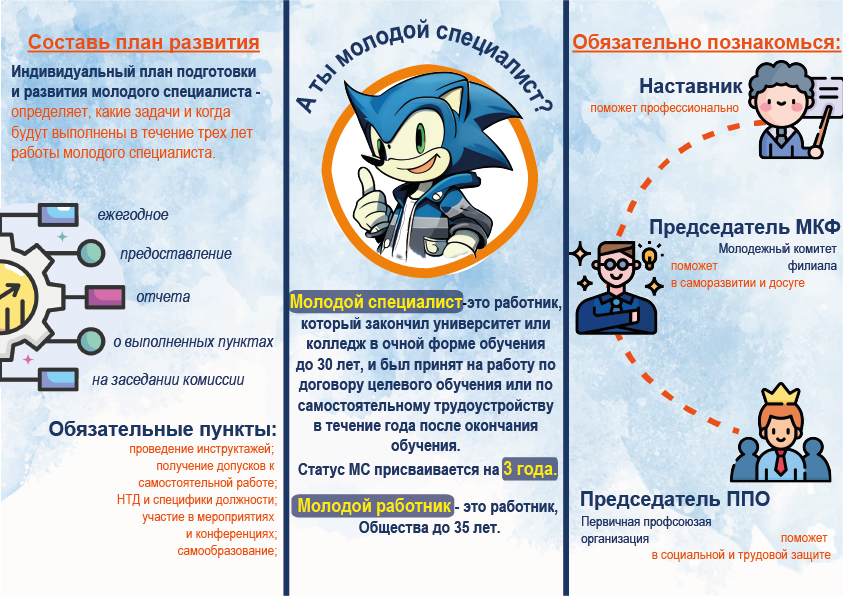 Составь план развития
Индивидуальный план подготовки
и развития молодого специалиста -
определяет, какие задачи и когда
будут выполнены в течение трех лет
работы молодого специалиста.
ежегодное
предоставление
отчета
о выполненных пунктах
на заседании комиссии
Обязательные пункты:
проведение инструктажей;
получение допусков к
самостоятельной работе;
НТД и специфики должности;
участие в мероприятиях
и конференциях;
самообразование;
А ты молодой специалист?
Молодой специалист-это работник,
который закончил университет или
колледж в очной форме обучения
до 30 лет, и был принят на работу по
договору целевого обучения или по
самостоятельному трудоустройству
в течение года после окончания
обучения.
Статус МС присваивается на 3 года.
Молодой работник - это работник,
Общества до 35 лет.
Обязательно познакомься:
Наставник
поможет профессионально
Председатель МКФ
Молодежный комитет
поможет филиала
в саморазвитии и досуге
Председатель ППО
Первичная профсоюзая
организация поможет
в социальной и трудовой защите